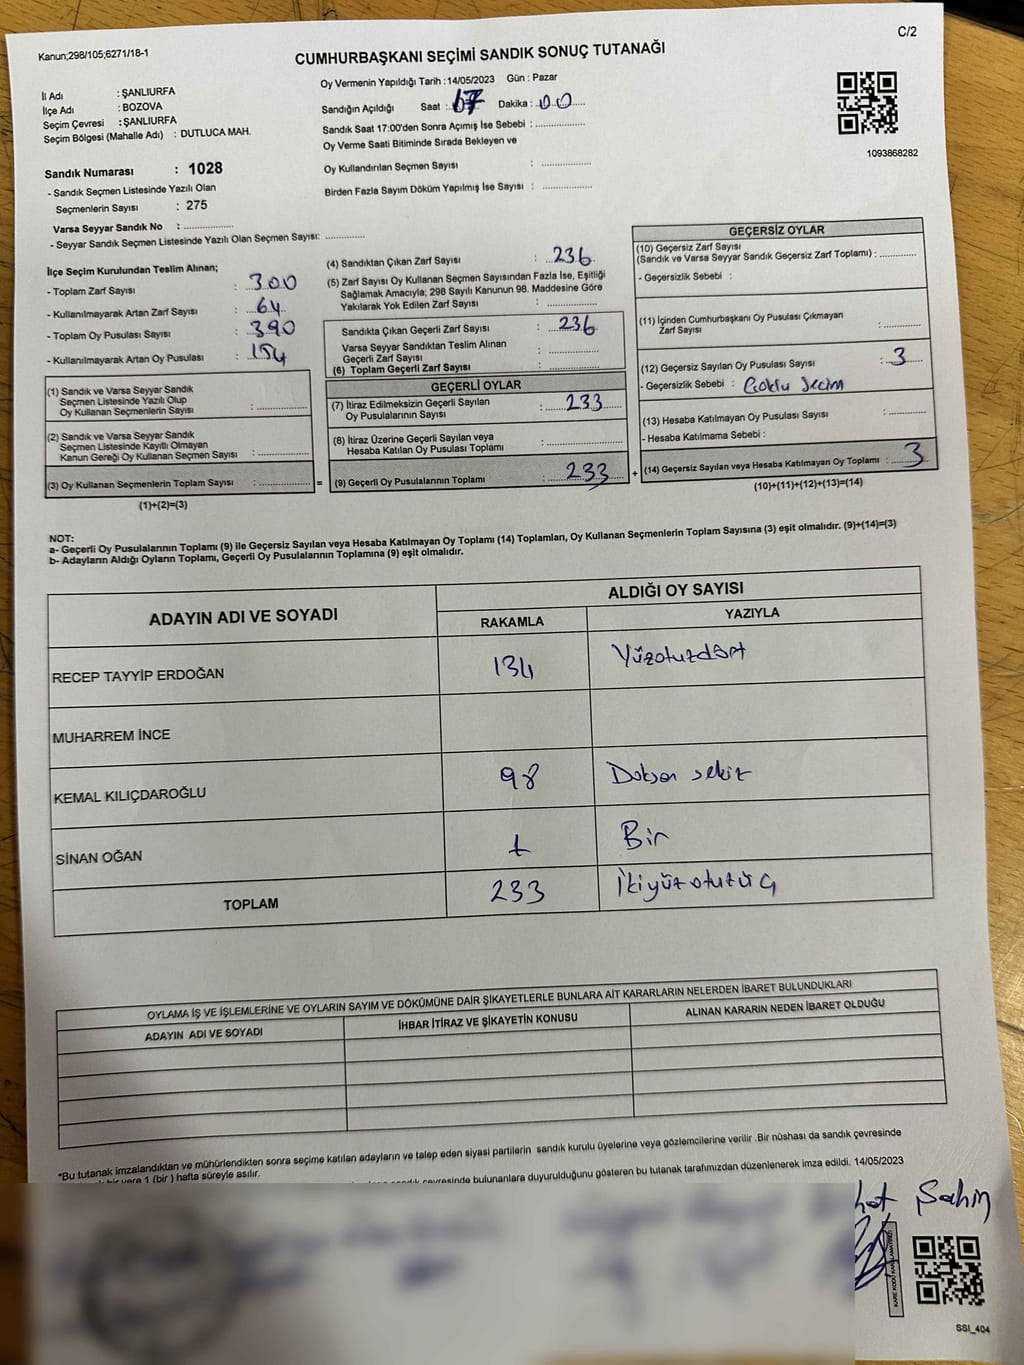 Kanun;298/105;6271/18-1
C/2
CUMHURBAŞKANI SEÇİMİ SANDIK SONUÇ TUTANAĞI
İl Adı : ŞANLIURFA
İlçe Adı : BOZOVA
Seçim Çevresi : ŞANLIURFA
Seçim Bölgesi (Mahalle Adı) : DUTLUCA MAH.
Oy Vermenin Yapıldığı Tarih : 14/05/2023 Gün : Pazar
Sandığın Açıldığı Saat : Dakika : 00
Sandık Saat 17:00'den Sonra Açımış İse Sebebi : ................
Oy Verme Saati Bitiminde Sırada Bekleyen ve
Oy Kullandırılan Seçmen Sayısı : ................
Birden Fazla Sayım Döküm Yapılmış İse Sayısı : ................
1093868282
Sandık Numarası : 1028
- Sandık Seçmen Listesinde Yazılı Olan
Seçmenlerin Sayısı : 275
Varsa Seyyar Sandık No : ................
- Seyyar Sandık Seçmen Listesinde Yazılı Olan Seçmen Sayısı: ............
İlçe Seçim Kurulundan Teslim Alınan;
- Toplam Zarf Sayısı : 300
- Kullanılmayarak Artan Zarf Sayısı : 64
- Toplam Oy Pusulası Sayısı : 390
- Kullanılmayarak Artan Oy Pusulası : 154
(1) Sandık ve Varsa Seyyar Sandık
Seçmen Listesinde Yazılı Olup
Oy Kullanan Seçmenlerin Sayısı : ................
(2) Sandık ve Varsa Seyyar Sandık
Seçmen Listesinde Kayıtlı Olmayan
Kanun Gereği Oy Kullanan Seçmen Sayısı : ................
(3) Oy Kullanan Seçmenlerin Toplam Sayısı : ................ =
(1)+(2)=(3)
(4) Sandıktan Çıkan Zarf Sayısı : 236
(5) Zarf Sayısı Oy Kullanan Seçmen Sayısından Fazla İse, Eşitliği
Sağlamak Amacıyla; 298 Sayılı Kanunun 98. Maddesine Göre
Yakılarak Yok Edilen Zarf Sayısı : ................
Sandıkta Çıkan Geçerli Zarf Sayısı : 236
Varsa Seyyar Sandıktan Teslim Alınan
Geçerli Zarf Sayısı : ................
(6) Toplam Geçerli Zarf Sayısı : ................
GEÇERLİ OYLAR
(7) İtiraz Edilmeksizin Geçerli Sayılan
Oy Pusulalarının Sayısı : 233
(8) İtiraz Üzerine Geçerli Sayılan veya
Hesaba Katılan Oy Pusulası Toplamı : ................
(9) Geçerli Oy Pusulalarının Toplamı : 233 +
GEÇERSİZ OYLAR
(10) Geçersiz Zarf Sayısı
(Sandık ve Varsa Seyyar Sandık Geçersiz Zarf Toplamı) : ............
- Geçersizlik Sebebi :
(11) İçinden Cumhurbaşkanı Oy Pusulası Çıkmayan
Zarf Sayısı : ............
(12) Geçersiz Sayılan Oy Pusulası Sayısı : 3
- Geçersizlik Sebebi : Çoklu Seçim
(13) Hesaba Katılmayan Oy Pusulası Sayısı : ............
- Hesaba Katılmama Sebebi :
(14) Geçersiz Sayılan veya Hesaba Katılmayan Oy Toplamı : 3
(10)+(11)+(12)+(13)=(14)
NOT:
a- Geçerli Oy Pusulalarının Toplamı (9) ile Geçersiz Sayılan veya Hesaba Katılmayan Oy Toplamı (14) Toplamları, Oy Kullanan Seçmenlerin Toplam Sayısına (3) eşit olmalıdır. (9)+(14)=(3)
b- Adayların Aldığı Oyların Toplamı, Geçerli Oy Pusulalarının Toplamına (9) eşit olmalıdır.
ADAYIN ADI VE SOYADI
ALDIĞI OY SAYISI
RAKAMLA YAZIYLA
RECEP TAYYİP ERDOĞAN 134 Yüzotuzdört
MUHARREM İNCE
KEMAL KILIÇDAROĞLU 98 Doksan sekiz
SİNAN OĞAN 1 Bir
TOPLAM 233 İkiyüzotuzüç
OYLAMA İŞ VE İŞLEMLERİNE VE OYLARIN SAYIM VE DÖKÜMÜNE DAİR ŞİKAYETLERLE BUNLARA AİT KARARLARIN NELERDEN İBARET BULUNDUKLARI
ADAYIN ADI VE SOYADI İHBAR İTİRAZ VE ŞİKAYETİN KONUSU ALINAN KARARIN NEDEN İBARET OLDUĞU
*Bu tutanak imzalandıktan ve mühürlendikten sonra seçime katılan adayların ve talep eden siyasi partilerin sandık kurulu üyelerine veya gözlemcilerine verilir .Bir nüshası da sandık çevresinde
bir yere 1 (bir) hafta süreyle asılır.
sandık çevresinde bulunanlara duyurulduğunu gösteren bu tutanak tarafımızdan düzenlenerek imza edildi. 14/05/2023
Şahin
SSI_404